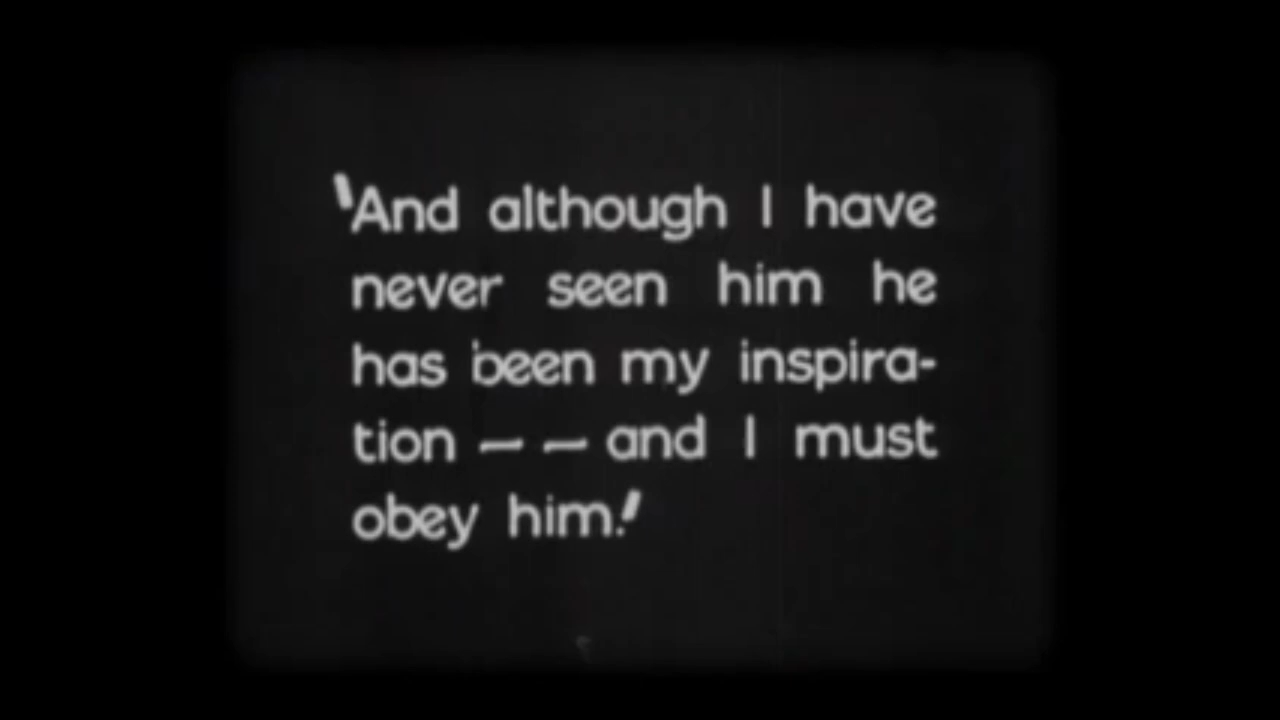 'And although I have
never seen him he
has been my inspira-
tion — — and I must
obey him.'